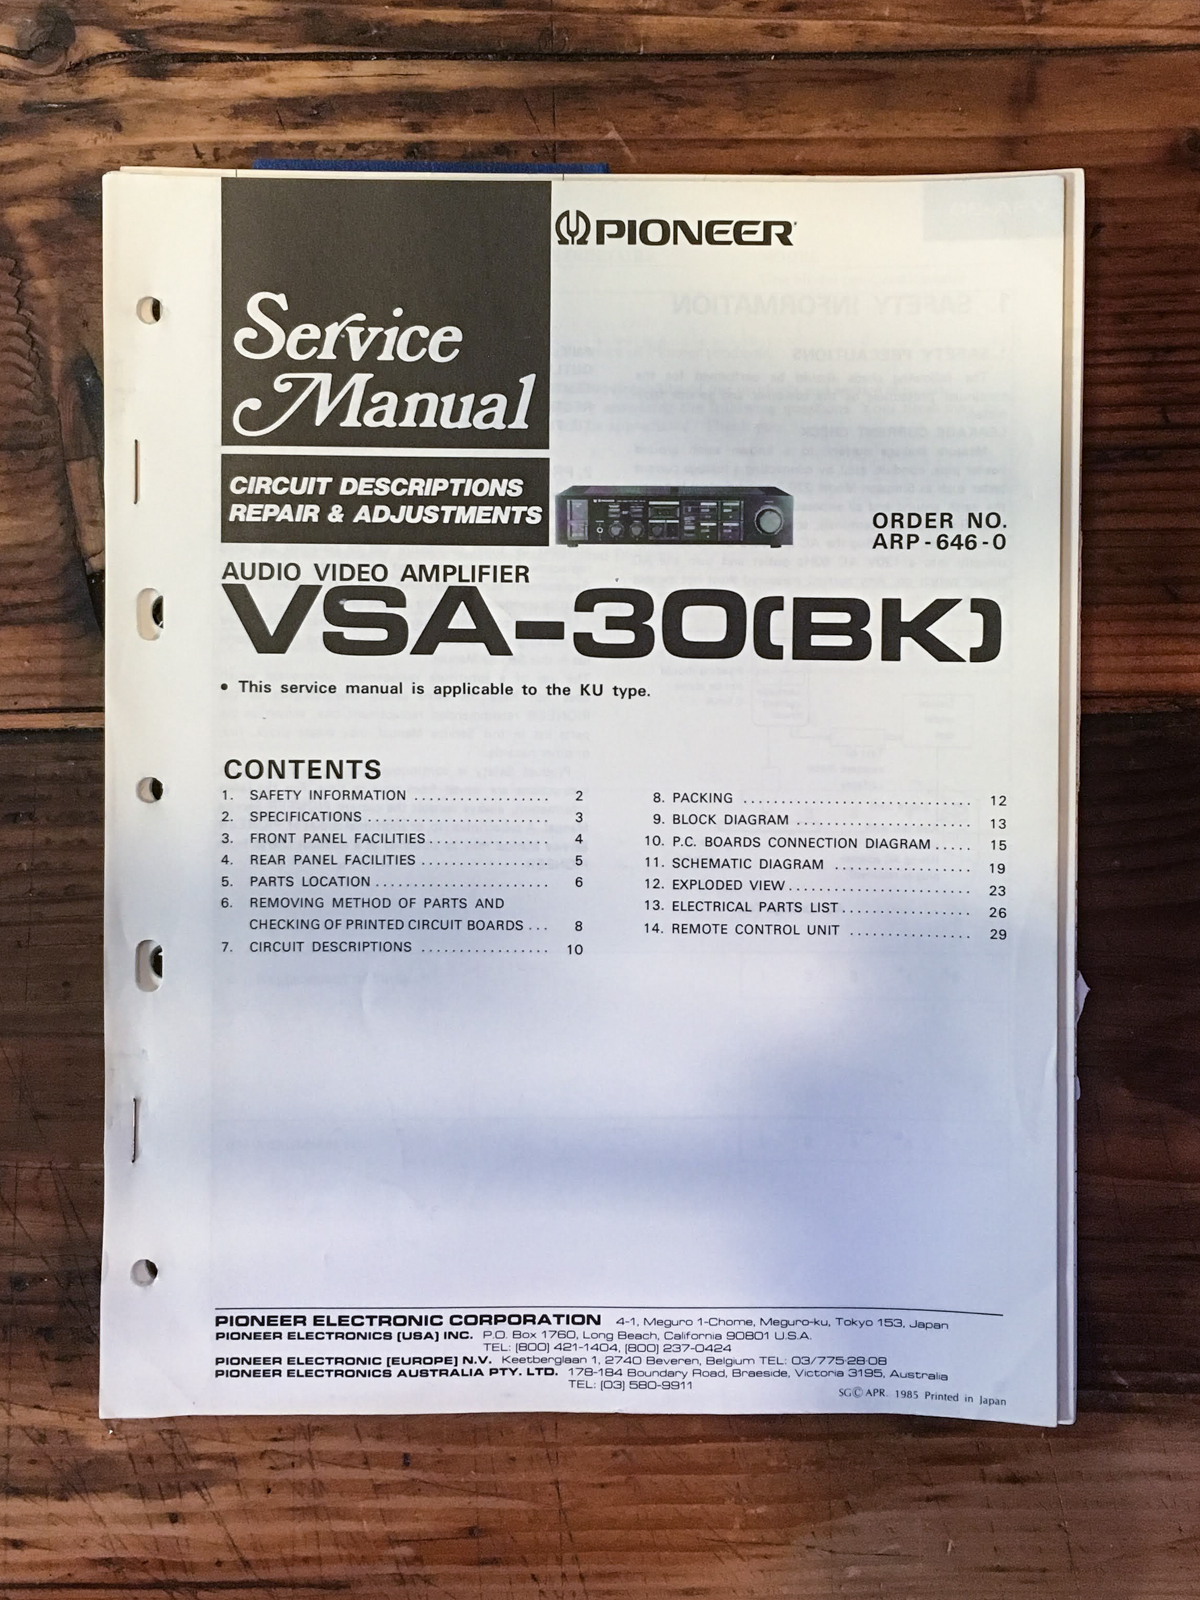 PIONEER
Service
Manual
CIRCUIT DESCRIPTIONS
REPAIR & ADJUSTMENTS
ORDER NO.
ARP-646-0
AUDIO VIDEO AMPLIFIER
VSA-30(BK)
• This service manual is applicable to the KU type.
CONTENTS
1. SAFETY INFORMATION .................. 2
2. SPECIFICATIONS ........................ 3
3. FRONT PANEL FACILITIES ................ 4
4. REAR PANEL FACILITIES ................. 5
5. PARTS LOCATION ....................... 6
6. REMOVING METHOD OF PARTS AND
CHECKING OF PRINTED CIRCUIT BOARDS ... 8
7. CIRCUIT DESCRIPTIONS ................. 10
8. PACKING .............................. 12
9. BLOCK DIAGRAM ....................... 13
10. P.C. BOARDS CONNECTION DIAGRAM ..... 15
11. SCHEMATIC DIAGRAM .................. 19
12. EXPLODED VIEW ........................ 23
13. ELECTRICAL PARTS LIST ................. 26
14. REMOTE CONTROL UNIT ................ 29
PIONEER ELECTRONIC CORPORATION 4-1, Meguro 1-Chome, Meguro-ku, Tokyo 153, Japan
PIONEER ELECTRONICS [USA] INC. P.O. Box 1760, Long Beach, California 90801 U.S.A.
TEL: [800] 421-1404, [800] 237-0424
PIONEER ELECTRONIC [EUROPE] N.V. Keetberglaan 1, 2740 Beveren, Belgium TEL: 03/775·28·08
PIONEER ELECTRONICS AUSTRALIA PTY. LTD. 178-184 Boundary Road, Braeside, Victoria 3195, Australia
TEL: [03] 580-9911
SG © APR. 1985 Printed in Japan